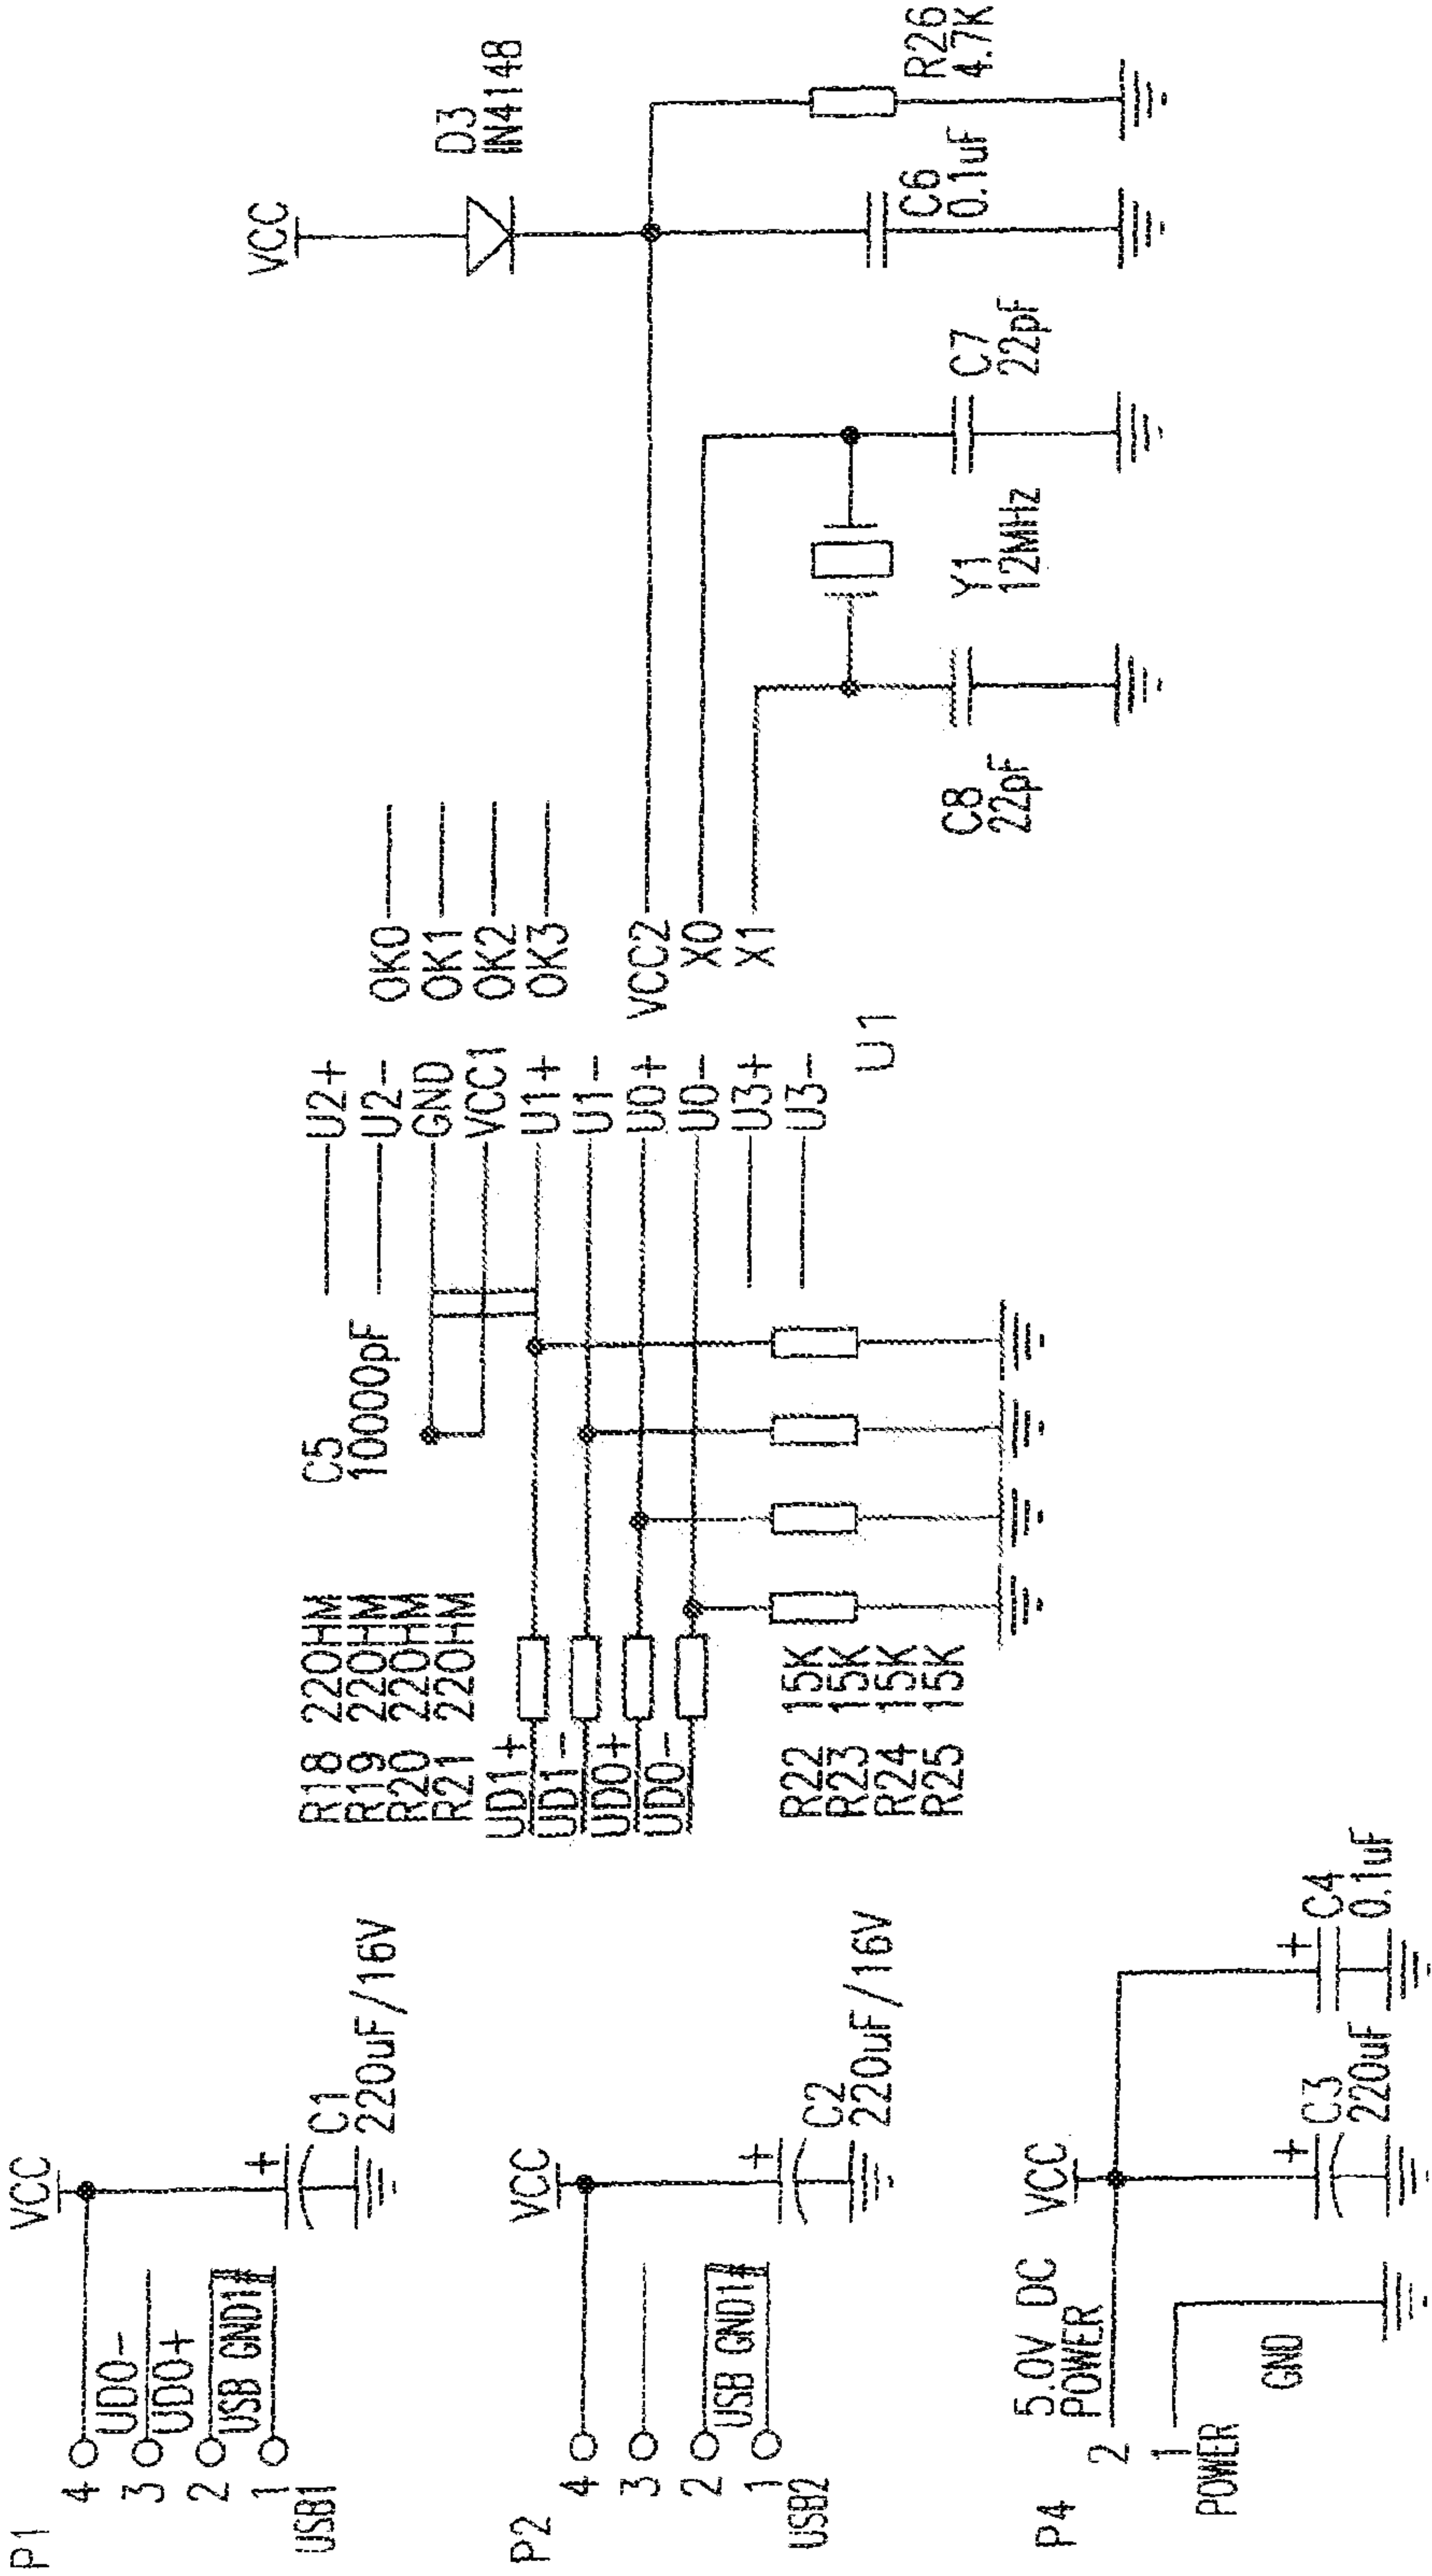 P1
4
3
2
1
USB1
UD0-
UD0+
USB GND1#
VCC
C1
220uF/16V
P2
4
3
2
1
USB2
USB GND1#
VCC
C2
220uF/16V
P4
2
1
POWER
5.0V DC
POWER
GND
VCC
C3
220uF
C4
0.1uF
R18 220HM
R19 220HM
R20 220HM
R21 220HM
UD1+
UD1-
UD0+
UD0-
R22 15K
R23 15K
R24 15K
R25 15K
C5
10000pF
U2+
U2-
GND
VCC1
U1+
U1-
U0+
U0-
U3+
U3-
U1
OK0
OK1
OK2
OK3
VCC2
X0
X1
C8
22pF
Y1
12MHz
C7
22pF
VCC
D3
IN4148
C6
0.1uF
R26
4.7K